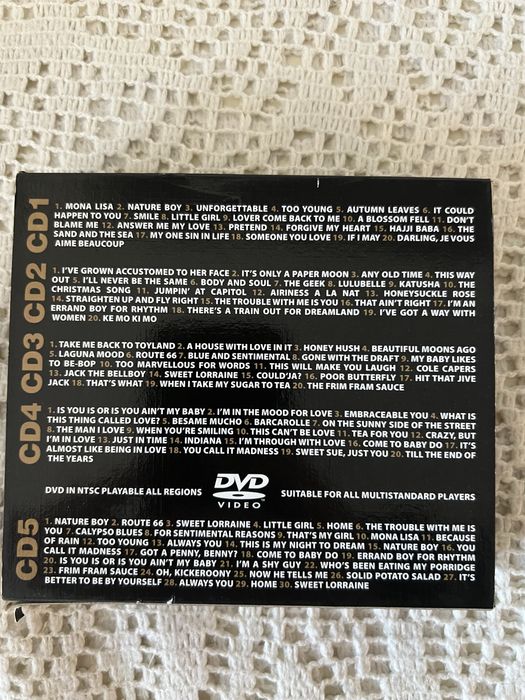 CD1
1. MONA LISA 2. NATURE BOY 3. UNFORGETTABLE 4. TOO YOUNG 5. AUTUMN LEAVES 6. IT COULD
HAPPEN TO YOU 7. SMILE 8. LITTLE GIRL 9. LOVER COME BACK TO ME 10. A BLOSSOM FELL 11. DON'T
BLAME ME 12. ANSWER ME MY LOVE 13. PRETEND 14. FORGIVE MY HEART 15. HAJJI BABA 16. THE
SAND AND THE SEA 17. MY ONE SIN IN LIFE 18. SOMEONE YOU LOVE 19. IF I MAY 20. DARLING, JE VOUS
AIME BEAUCOUP
CD2
1. I'VE GROWN ACCUSTOMED TO HER FACE 2. IT'S ONLY A PAPER MOON 3. ANY OLD TIME 4. THIS WAY
OUT 5. I'LL NEVER BE THE SAME 6. BODY AND SOUL 7. THE GEEK 8. LULUBELLE 9. KATUSHA 10. THE
CHRISTMAS SONG 11. JUMPIN' AT CAPITOL 12. AIRINESS A LA NAT 13. HONEYSUCKLE ROSE
14. STRAIGHTEN UP AND FLY RIGHT 15. THE TROUBLE WITH ME IS YOU 16. THAT AIN'T RIGHT 17. I'M AN
ERRAND BOY FOR RHYTHM 18. THERE'S A TRAIN OUT FOR DREAMLAND 19. I'VE GOT A WAY WITH
WOMEN 20. KE MO KI MO
CD3
1. TAKE ME BACK TO TOYLAND 2. A HOUSE WITH LOVE IN IT 3. HONEY HUSH 4. BEAUTIFUL MOONS AGO
5. LAGUNA MOOD 6. ROUTE 66 7. BLUE AND SENTIMENTAL 8. GONE WITH THE DRAFT 9. MY BABY LIKES
TO BE-BOP 10. TOO MARVELLOUS FOR WORDS 11. THIS WILL MAKE YOU LAUGH 12. COLE CAPERS
13. JACK THE BELLBOY 14. SWEET LORRAINE 15. COULD'JA? 16. POOR BUTTERFLY 17. HIT THAT JIVE
JACK 18. THAT'S WHAT 19. WHEN I TAKE MY SUGAR TO TEA 20. THE FRIM FRAM SAUCE
CD4
1. IS YOU IS OR IS YOU AIN'T MY BABY 2. I'M IN THE MOOD FOR LOVE 3. EMBRACEABLE YOU 4. WHAT IS
THIS THING CALLED LOVE? 5. BESAME MUCHO 6. BARCAROLLE 7. ON THE SUNNY SIDE OF THE STREET
8. THE MAN I LOVE 9. WHEN YOU'RE SMILING 10. THIS CAN'T BE LOVE 11. TEA FOR YOU 12. CRAZY, BUT
I'M IN LOVE 13. JUST IN TIME 14. INDIANA 15. I'M THROUGH WITH LOVE 16. COME TO BABY DO 17. IT'S
ALMOST LIKE BEING IN LOVE 18. YOU CALL IT MADNESS 19. SWEET SUE, JUST YOU 20. TILL THE END OF
THE YEARS
DVD IN NTSC PLAYABLE ALL REGIONS DVD VIDEO SUITABLE FOR ALL MULTISTANDARD PLAYERS
CD5
1. NATURE BOY 2. ROUTE 66 3. SWEET LORRAINE 4. LITTLE GIRL 5. HOME 6. THE TROUBLE WITH ME IS
YOU 7. CALYPSO BLUES 8. FOR SENTIMENTAL REASONS 9. THAT'S MY GIRL 10. MONA LISA 11. BECAUSE
OF RAIN 12. TOO YOUNG 13. ALWAYS YOU 14. THIS IS MY NIGHT TO DREAM 15. NATURE BOY 16. YOU
CALL IT MADNESS 17. GOT A PENNY, BENNY? 18. COME TO BABY DO 19. ERRAND BOY FOR RHYTHM
20. IS YOU IS OR IS YOU AIN'T MY BABY 21. I'M A SHY GUY 22. WHO'S BEEN EATING MY PORRIDGE
23. FRIM FRAM SAUCE 24. OH, KICKEROONY 25. NOW HE TELLS ME 26. SOLID POTATO SALAD 27. IT'S
BETTER TO BE BY YOURSELF 28. ALWAYS YOU 29. HOME 30. SWEET LORRAINE